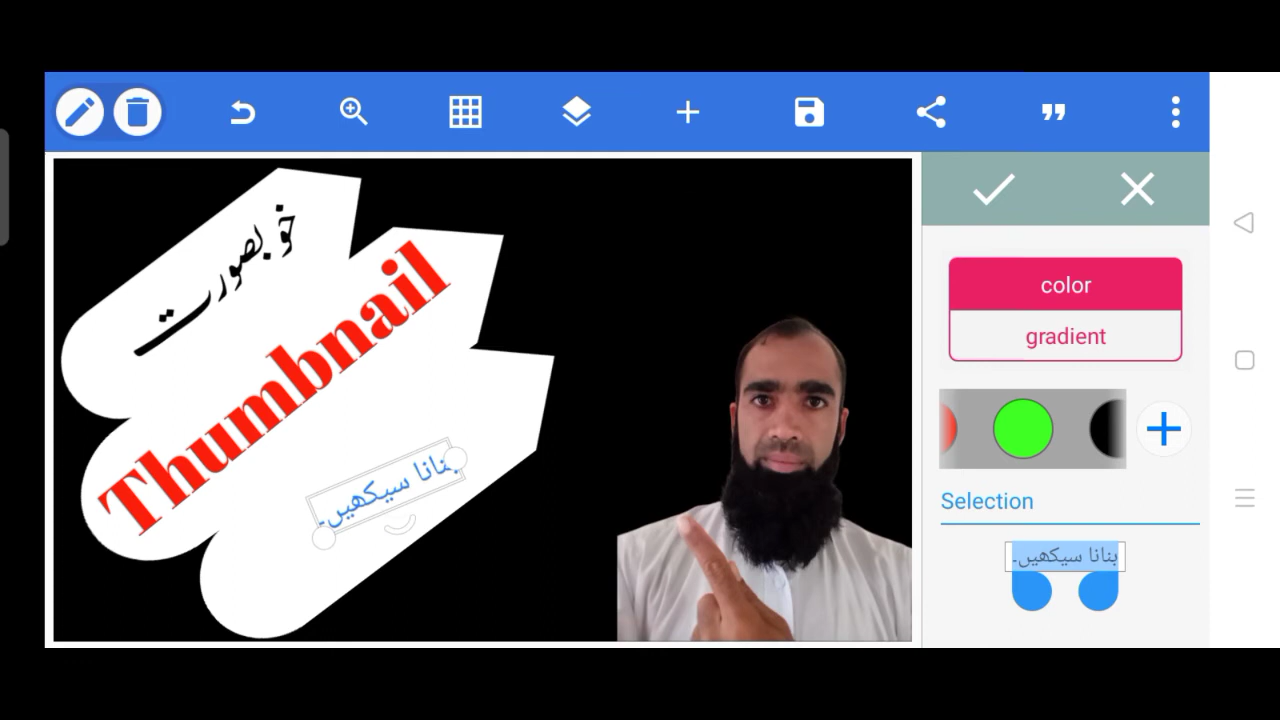 خوبصورت
Thumbnail
بنانا سیکھیں۔
color
gradient
Selection
بنانا سیکھیں۔